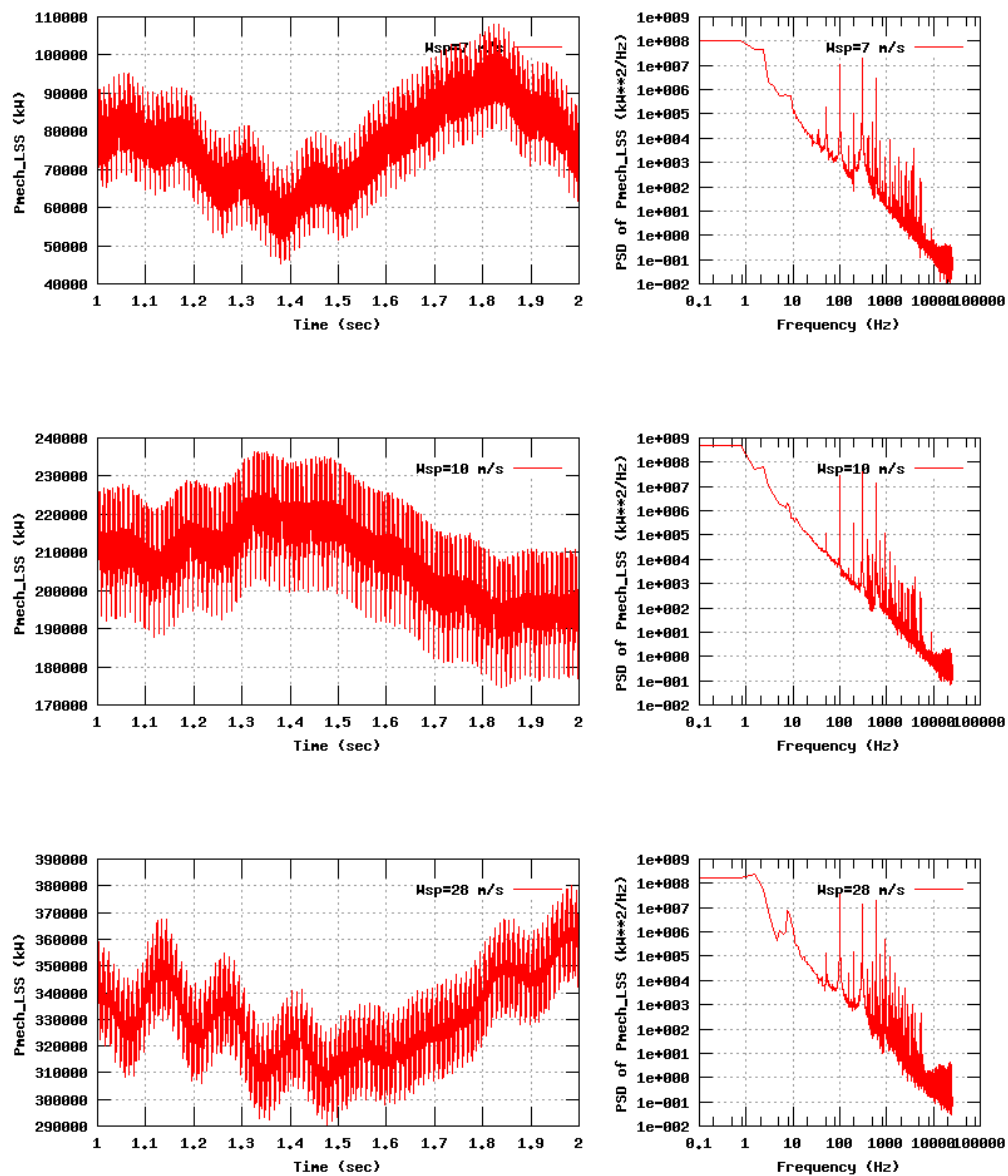 110000
100000
90000
80000
70000
60000
50000
40000
Pmech_LSS (kW)
Wsp=7 m/s
1 1.1 1.2 1.3 1.4 1.5 1.6 1.7 1.8 1.9 2
Time (sec)
1e+009
1e+008
1e+007
1e+006
1e+005
1e+004
1e+003
1e+002
1e+001
1e+000
1e-001
1e-002
PSD of Pmech_LSS (kW**2/Hz)
Wsp=7 m/s
0.1 1 10 100 1000 10000 100000
Frequency (Hz)
240000
230000
220000
210000
200000
190000
180000
170000
Pmech_LSS (kW)
Wsp=10 m/s
1 1.1 1.2 1.3 1.4 1.5 1.6 1.7 1.8 1.9 2
Time (sec)
1e+009
1e+008
1e+007
1e+006
1e+005
1e+004
1e+003
1e+002
1e+001
1e+000
1e-001
1e-002
PSD of Pmech_LSS (kW**2/Hz)
Wsp=10 m/s
0.1 1 10 100 1000 10000 100000
Frequency (Hz)
390000
380000
370000
360000
350000
340000
330000
320000
310000
300000
290000
Pmech_LSS (kW)
Wsp=28 m/s
1 1.1 1.2 1.3 1.4 1.5 1.6 1.7 1.8 1.9 2
Time (sec)
1e+009
1e+008
1e+007
1e+006
1e+005
1e+004
1e+003
1e+002
1e+001
1e+000
1e-001
1e-002
PSD of Pmech_LSS (kW**2/Hz)
Wsp=28 m/s
0.1 1 10 100 1000 10000 100000
Frequency (Hz)